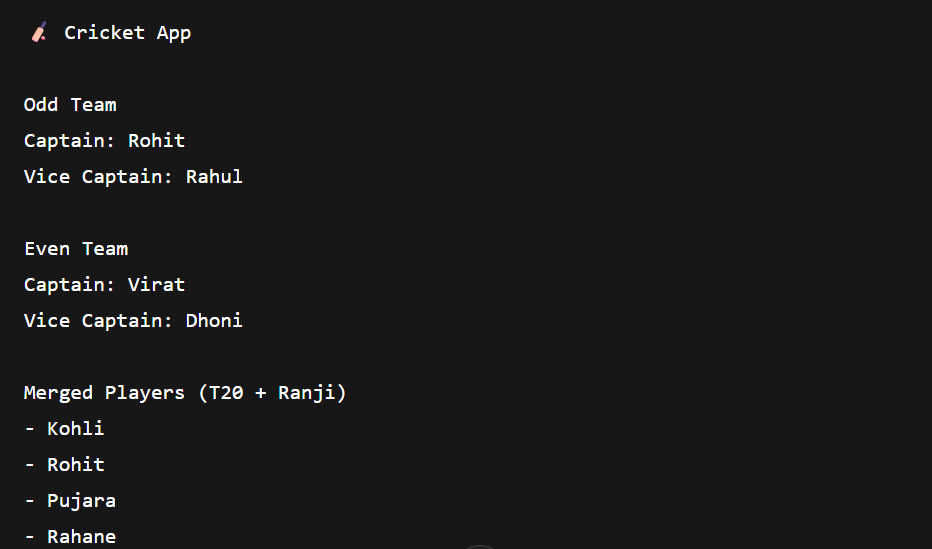 🏏 Cricket App
Odd Team
Captain: Rohit
Vice Captain: Rahul
Even Team
Captain: Virat
Vice Captain: Dhoni
Merged Players (T20 + Ranji)
- Kohli
- Rohit
- Pujara
- Rahane